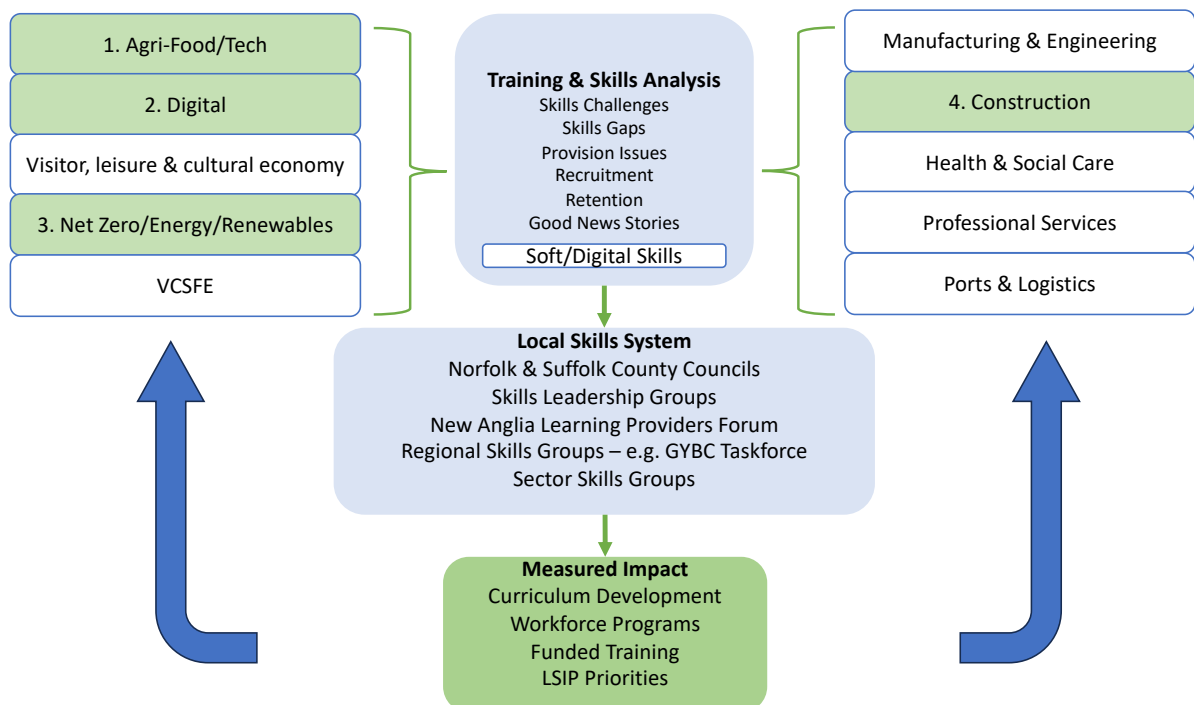 1. Agri-Food/Tech
2. Digital
Visitor, leisure & cultural economy
3. Net Zero/Energy/Renewables
VCSFE
Training & Skills Analysis
Skills Challenges
Skills Gaps
Provision Issues
Recruitment
Retention
Good News Stories
Soft/Digital Skills
Manufacturing & Engineering
4. Construction
Health & Social Care
Professional Services
Ports & Logistics
Local Skills System
Norfolk & Suffolk County Councils
Skills Leadership Groups
New Anglia Learning Providers Forum
Regional Skills Groups – e.g. GYBC Taskforce
Sector Skills Groups
Measured Impact
Curriculum Development
Workforce Programs
Funded Training
LSIP Priorities